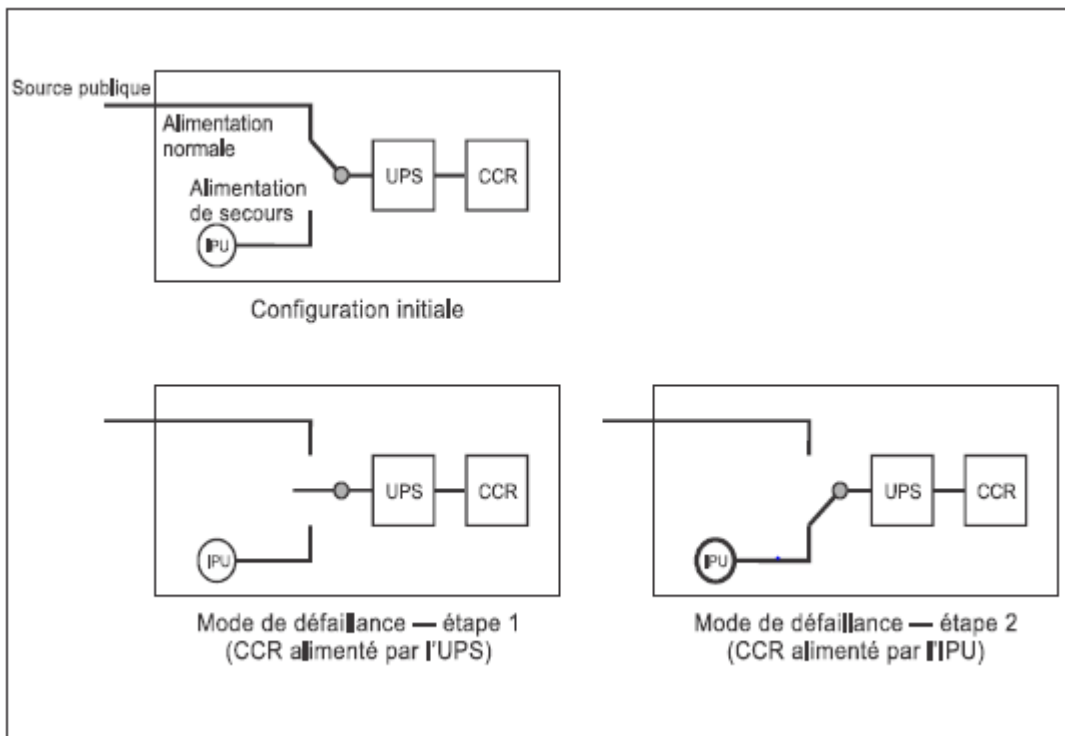 Source publique
Alimentation
normale
UPS
CCR
Alimentation
de secours
IPU
Configuration initiale
UPS
CCR
IPU
Mode de défaillance — étape 1
(CCR alimenté par l'UPS)
UPS
CCR
IPU
Mode de défaillance — étape 2
(CCR alimenté par l'IPU)